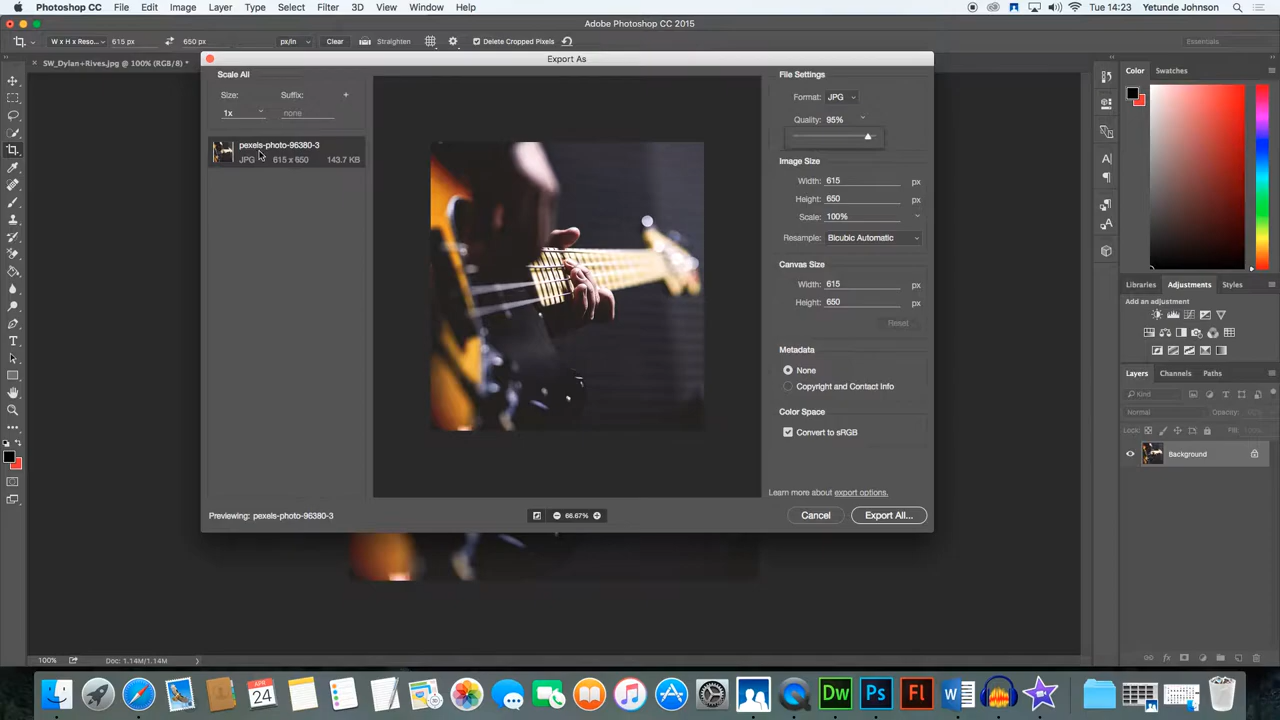 Photoshop CC File Edit Image Layer Type Select Filter 3D View Window Help Tue 14:23 Yetunde Johnson
Adobe Photoshop CC 2015
W x H x Reso... 615 px 650 px px/in Clear Straighten Delete Cropped Pixels Essentials
SW_Dylan+Rives.jpg @ 100% (RGB/8) *
Export As
Scale All
Size: Suffix: +
1x none
pexels-photo-96380-3
JPG 615 x 650 143.7 KB
File Settings
Format: JPG
Quality: 95%
Image Size
Width: 615 px
Height: 650 px
Scale: 100%
Resample: Bicubic Automatic
Canvas Size
Width: 615 px
Height: 650 px
Reset
Metadata
None
Copyright and Contact Info
Color Space
Convert to sRGB
Learn more about export options.
Previewing: pexels-photo-96380-3 66.67% Cancel Export All...
Color Swatches
Libraries Adjustments Styles
Add an adjustment
Layers Channels Paths
Kind
Normal Opacity:
Lock: Fill:
Background
100% Doc: 1.14M/1.14M
APR
24
Dw Ps Fl W